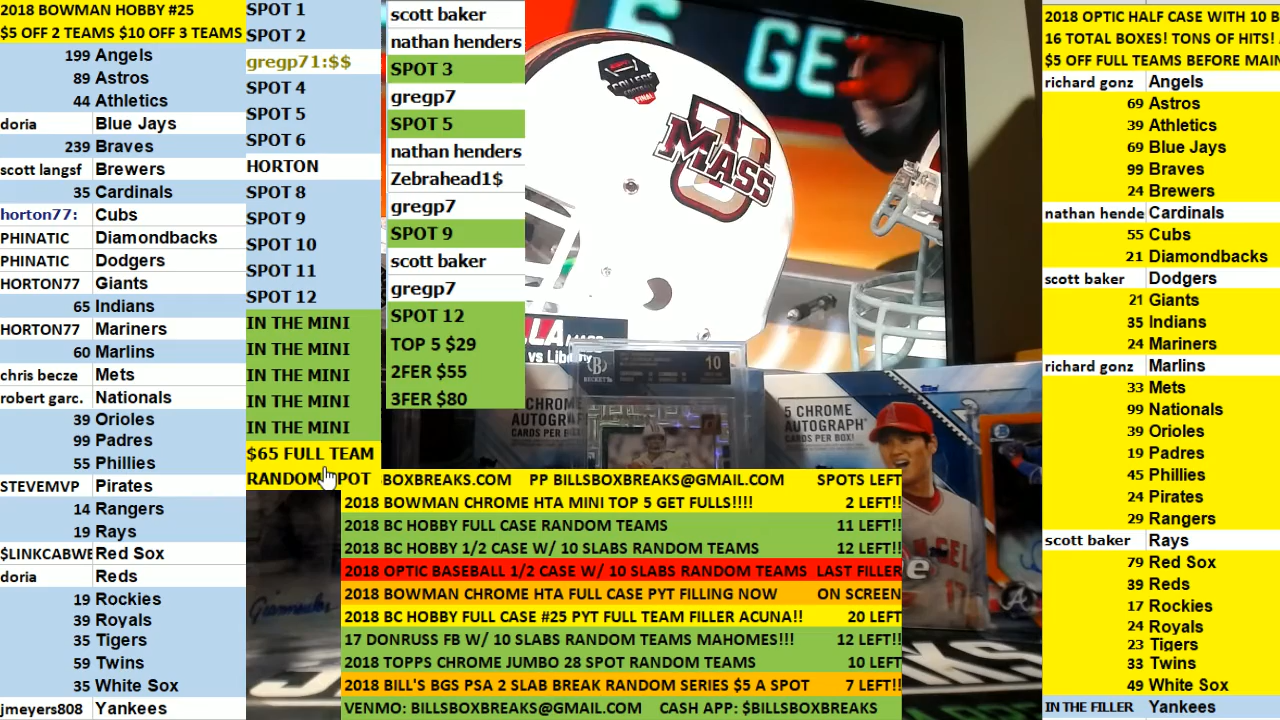 2018 BOWMAN HOBBY #25
$5 OFF 2 TEAMS $10 OFF 3 TEAMS
199 Angels
89 Astros
44 Athletics
doria Blue Jays
239 Braves
scott langsf Brewers
35 Cardinals
horton77: Cubs
PHINATIC Diamondbacks
PHINATIC Dodgers
HORTON77 Giants
65 Indians
HORTON77 Mariners
60 Marlins
chris becze Mets
robert garc. Nationals
39 Orioles
99 Padres
55 Phillies
STEVEMVP Pirates
14 Rangers
19 Rays
$LINKCABWE Red Sox
doria Reds
19 Rockies
39 Royals
35 Tigers
59 Twins
35 White Sox
jmeyers808 Yankees
SPOT 1
SPOT 2
gregp71:$$
SPOT 4
SPOT 5
SPOT 6
HORTON
SPOT 8
SPOT 9
SPOT 10
SPOT 11
SPOT 12
IN THE MINI
IN THE MINI
IN THE MINI
IN THE MINI
IN THE MINI
$65 FULL TEAM
RANDOM SPOT
scott baker
nathan henders
SPOT 3
gregp7
SPOT 5
nathan henders
Zebrahead1$
gregp7
SPOT 9
scott baker
gregp7
SPOT 12
TOP 5 $29
2FER $55
3FER $80
GE
ESPN
COLLEGE
FOOTBALL
FINAL
U
MASS
LA
vs Liberty
BECKETT
10
5 CHROME
AUTOGRAPH
CARDS PER BOX!
topps
BOXBREAKS.COM PP BILLSBOXBREAKS@GMAIL.COM SPOTS LEFT
2018 BOWMAN CHROME HTA MINI TOP 5 GET FULLS!!!! 2 LEFT!!
2018 BC HOBBY FULL CASE RANDOM TEAMS 11 LEFT!!
2018 BC HOBBY 1/2 CASE W/ 10 SLABS RANDOM TEAMS 12 LEFT!!
2018 OPTIC BASEBALL 1/2 CASE W/ 10 SLABS RANDOM TEAMS LAST FILLER
2018 BOWMAN CHROME HTA FULL CASE PYT FILLING NOW ON SCREEN
2018 BC HOBBY FULL CASE #25 PYT FULL TEAM FILLER ACUNA!! 20 LEFT!!
17 DONRUSS FB W/ 10 SLABS RANDOM TEAMS MAHOMES!!! 12 LEFT!!
2018 TOPPS CHROME JUMBO 28 SPOT RANDOM TEAMS 10 LEFT
2018 BILL'S BGS PSA 2 SLAB BREAK RANDOM SERIES $5 A SPOT 7 LEFT!!
VENMO: BILLSBOXBREAKS@GMAIL.COM CASH APP: $BILLSBOXBREAKS
2018 OPTIC HALF CASE WITH 10 B
16 TOTAL BOXES! TONS OF HITS!
$5 OFF FULL TEAMS BEFORE MAIN
richard gonz Angels
69 Astros
39 Athletics
69 Blue Jays
99 Braves
24 Brewers
nathan hende Cardinals
55 Cubs
21 Diamondbacks
scott baker Dodgers
21 Giants
35 Indians
24 Mariners
richard gonz Marlins
33 Mets
99 Nationals
39 Orioles
19 Padres
45 Phillies
24 Pirates
29 Rangers
scott baker Rays
79 Red Sox
39 Reds
17 Rockies
24 Royals
23 Tigers
33 Twins
49 White Sox
IN THE FILLER Yankees